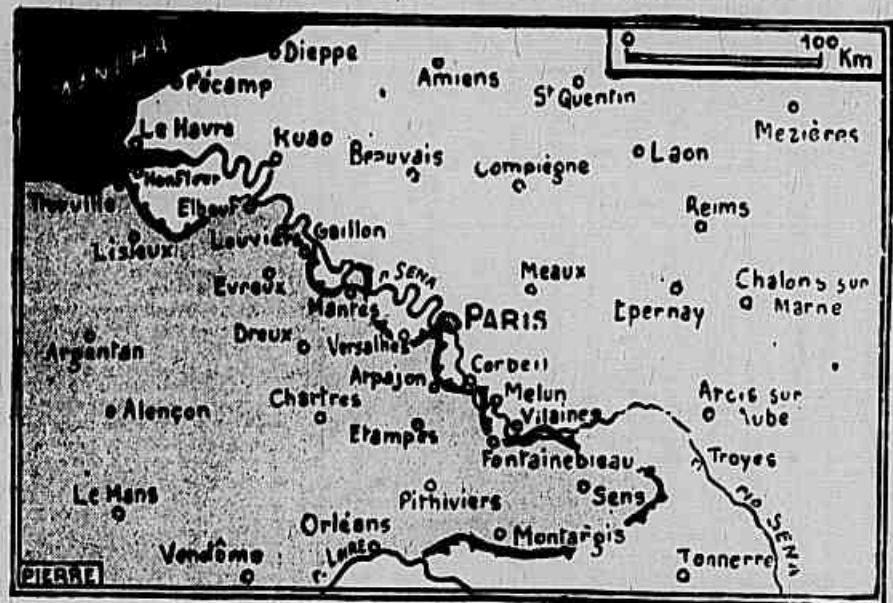 0 100
Km
MANCHA
Dieppe
Fécamp
Amiens
St Quentin
Mezières
Le Havre
Ruao
Beauvais
Compiègne
Laon
Honfleur
Trouville
Elbeuf
Reims
Lisieux
Louviers
Gaillon
r. SENA
Evreux
Mantes
Meaux
Epernay
Chalons sur
Marne
PARIS
Argentan
Dreux
Versalhes
Corbeil
Arpajon
Melun
Alençon
Chartres
Vilaines
Arcis sur
Aube
Etampes
Fontainebleau
Troyes
Le Mans
Pithiviers
Sens
rio SENA
Orléans
Montargis
Vendôme
r. LOIRE
Tonnerre
PIERRE